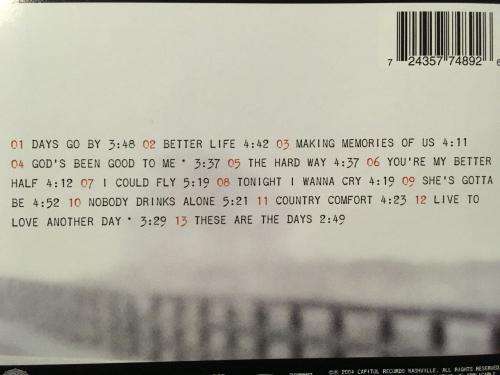 7 24357 74892 6
01 DAYS GO BY 3:48 02 BETTER LIFE 4:42 03 MAKING MEMORIES OF US 4:11
04 GOD'S BEEN GOOD TO ME * 3:37 05 THE HARD WAY 4:37 06 YOU'RE MY BETTER
HALF 4:12 07 I COULD FLY 5:19 08 TONIGHT I WANNA CRY 4:19 09 SHE'S GOTTA
BE 4:52 10 NOBODY DRINKS ALONE 5:21 11 COUNTRY COMFORT 4:23 12 LIVE TO
LOVE ANOTHER DAY * 3:29 13 THESE ARE THE DAYS 2:49
2004 CAPITOL RECORDS NASHVILLE. ALL RIGHTS RESERVED